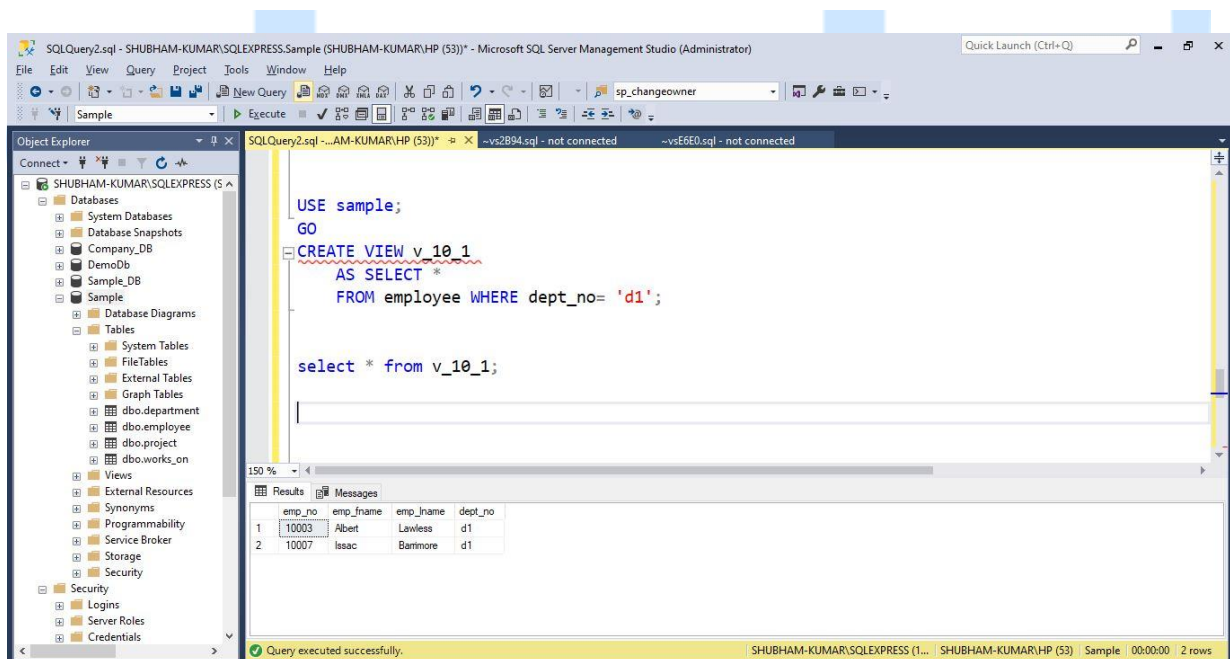 SQLQuery2.sql - SHUBHAM-KUMAR\SQLEXPRESS.Sample (SHUBHAM-KUMAR\HP (53))* - Microsoft SQL Server Management Studio (Administrator)
Quick Launch (Ctrl+Q)
File Edit View Query Project Tools Window Help
New Query
sp_changeowner
Sample
Execute
Object Explorer
SQLQuery2.sql -...AM-KUMAR\HP (53))*
~vs2B94.sql - not connected
~vsE6E0.sql - not connected
Connect
SHUBHAM-KUMAR\SQLEXPRESS (S
Databases
System Databases
Database Snapshots
Company_DB
DemoDb
Sample_DB
Sample
Database Diagrams
Tables
System Tables
FileTables
External Tables
Graph Tables
dbo.department
dbo.employee
dbo.project
dbo.works_on
Views
External Resources
Synonyms
Programmability
Service Broker
Storage
Security
Security
Logins
Server Roles
Credentials
USE sample;
GO
CREATE VIEW v_10_1
AS SELECT *
FROM employee WHERE dept_no= 'd1';
select * from v_10_1;
150 %
Results Messages
emp_no emp_fname emp_lname dept_no
1 10003 Albert Lawless d1
2 10007 Issac Barrimore d1
Query executed successfully.
SHUBHAM-KUMAR\SQLEXPRESS (1... SHUBHAM-KUMAR\HP (53) Sample 00:00:00 2 rows